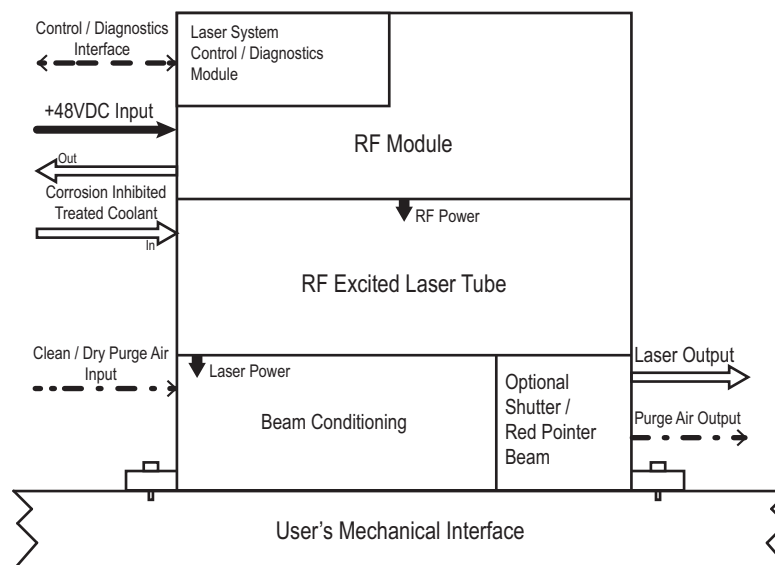 Control / Diagnostics
Interface
Laser System
Control / Diagnostics
Module
+48VDC Input
RF Module
Out
Corrosion Inhibited
Treated Coolant
In
RF Power
RF Excited Laser Tube
Clean / Dry Purge Air
Input
Laser Power
Beam Conditioning
Optional
Shutter /
Red Pointer
Beam
Laser Output
Purge Air Output
User's Mechanical Interface